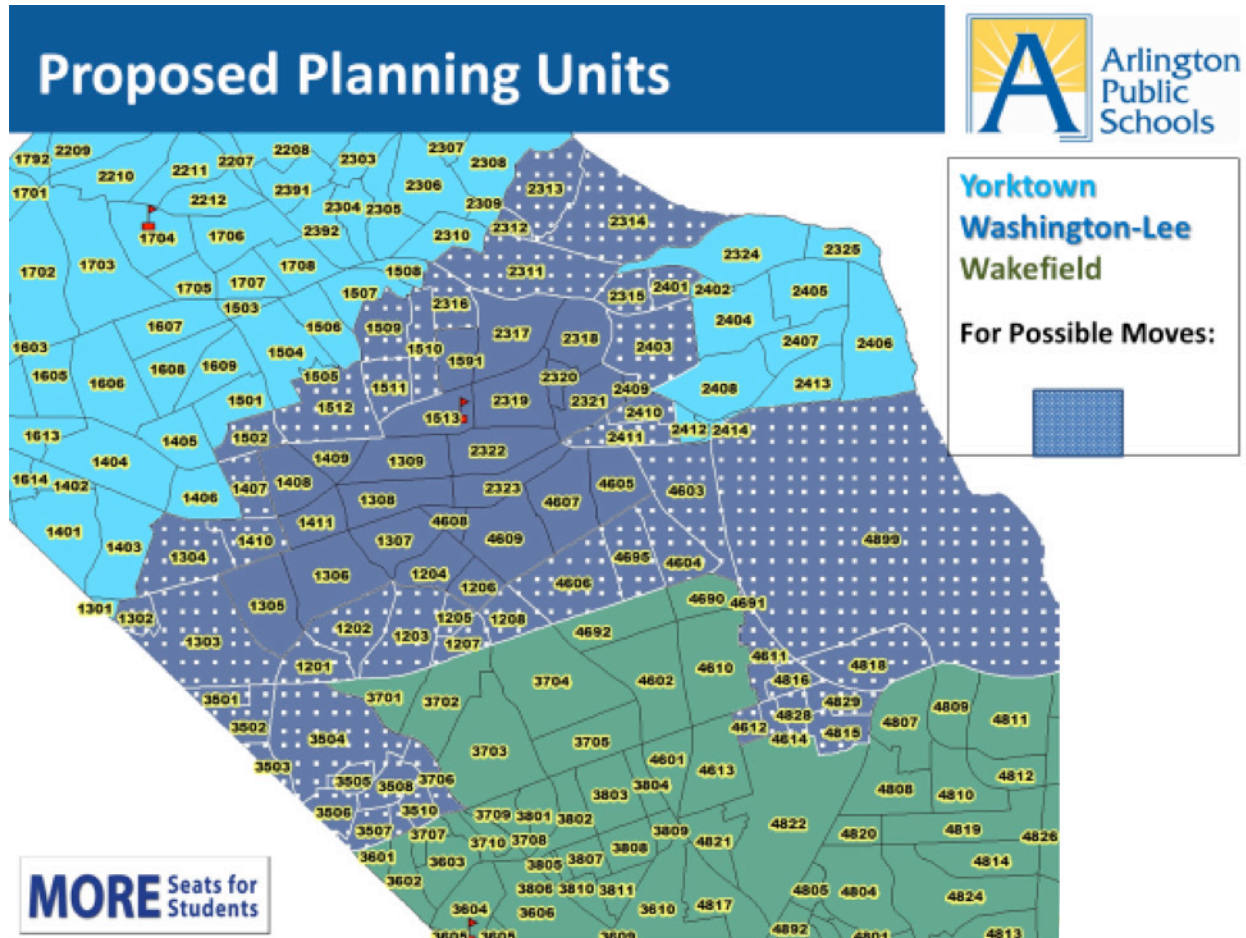 Proposed Planning Units
Arlington
Public
Schools
Yorktown
Washington-Lee
Wakefield
For Possible Moves:
1792 2209 2208 2307
2210 2211 2207 2303 2308
1701 2212 2391 2306 2313
2304 2305 2309
1704 1706 2392 2310 2312 2314
1702 1703 1708 1508 2311 2324 2325
1705 1707 1507 2315 2401 2402 2405
1503 2316
1607 1506 1509 2317 2318 2404
1603 1504 1510 2403 2407 2406
1605 1606 1608 1609 1505 1591 2320
1501 1511 2409 2408 2413
1512 2319 2321
1513 2410
1613 1405 1502 2411 2412 2414
1404 1409 1309 2322
1614 1402 1406 1407 1408 2323 4605 4603
1308 4607
1401 1411 4608
1403 1304 1410 1307 4609 4899
1306 1204 4695 4604
1206 4606
1301 1302 1305 4690 4691
1303 1202 1203 1205 1208 4692
1207
1201 4611
3704 4602 4610 4816 4818
3501 3701 3702 4829
3502 3504 3705 4612 4828 4807 4809 4811
3703 4614 4815
3503 4601
3505 3508 3706 3804 4613 4812
3803 4808 4810
3506 3510 3709 3801 3802
3507 3707 3809 4822 4820 4819 4826
3710 3708 3808 4821
3601 3603 3805 3807 4814
3602 3806 3810 3811 4805 4804 4824
3604 3606 3610 4817
3605 3605 3609 4892 4801 4813
MORE Seats for
Students